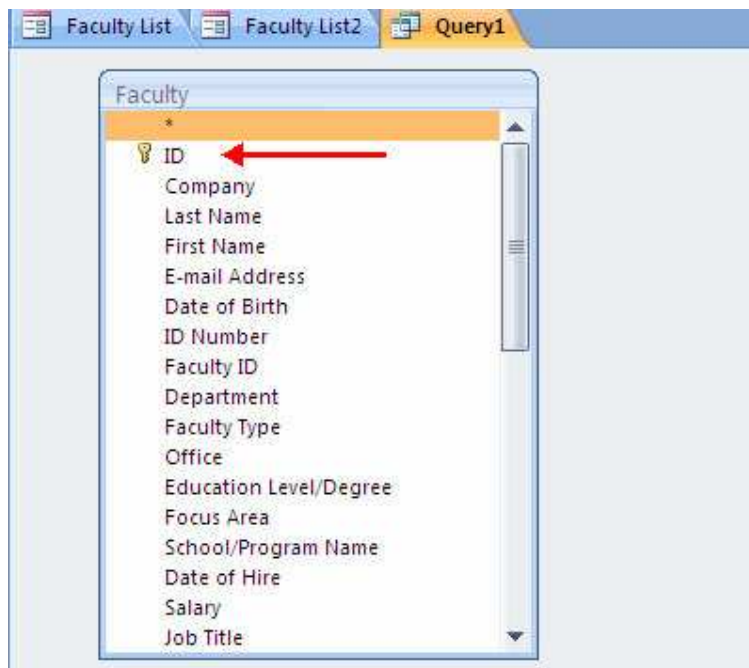 Faculty List Faculty List2 Query1
Faculty
*
ID
Company
Last Name
First Name
E-mail Address
Date of Birth
ID Number
Faculty ID
Department
Faculty Type
Office
Education Level/Degree
Focus Area
School/Program Name
Date of Hire
Salary
Job Title